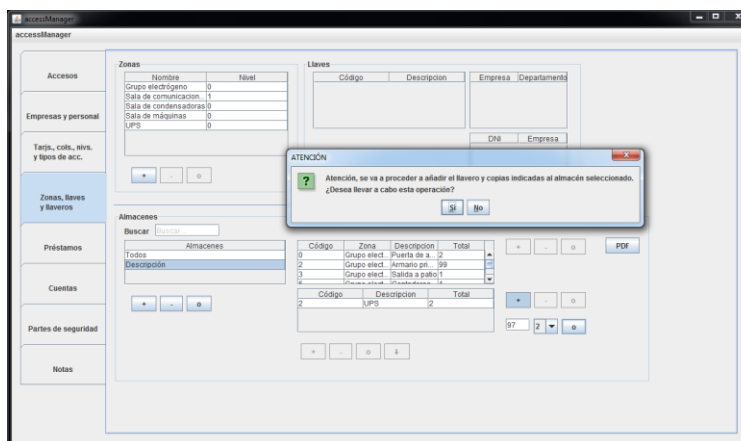 accessManager
accessManager
Accesos
Empresas y personal
Tarjs., cols., nivs.
y tipos de acc.
Zonas, llaves
y llaveros
Préstamos
Cuentas
Partes de seguridad
Notas
Zonas
Nombre Nivel
Grupo electrógeno 0
Sala de comunicacion... 1
Sala de condensadoras 0
Sala de máquinas 0
UPS 0
+ - o
Llaves
Código Descripcion
Empresa Departamento
DNI Empresa
ATENCIÓN
Atención, se va a proceder a añadir el llavero y copias indicadas al almacén seleccionado.
¿Desea llevar a cabo esta operación?
Sí No
Almacenes
Buscar Buscar...
Almacenes
Todos
Descripción
+ - o
Código Zona Descripcion Total
0 Grupo elect... Puerta de a... 2
2 Grupo elect... Armario pri... 99
3 Grupo elect... Salida a patio 1
+ - o
PDF
Código Descripcion Total
2 UPS 2
+ - o
97 2 o
+ - o ↓